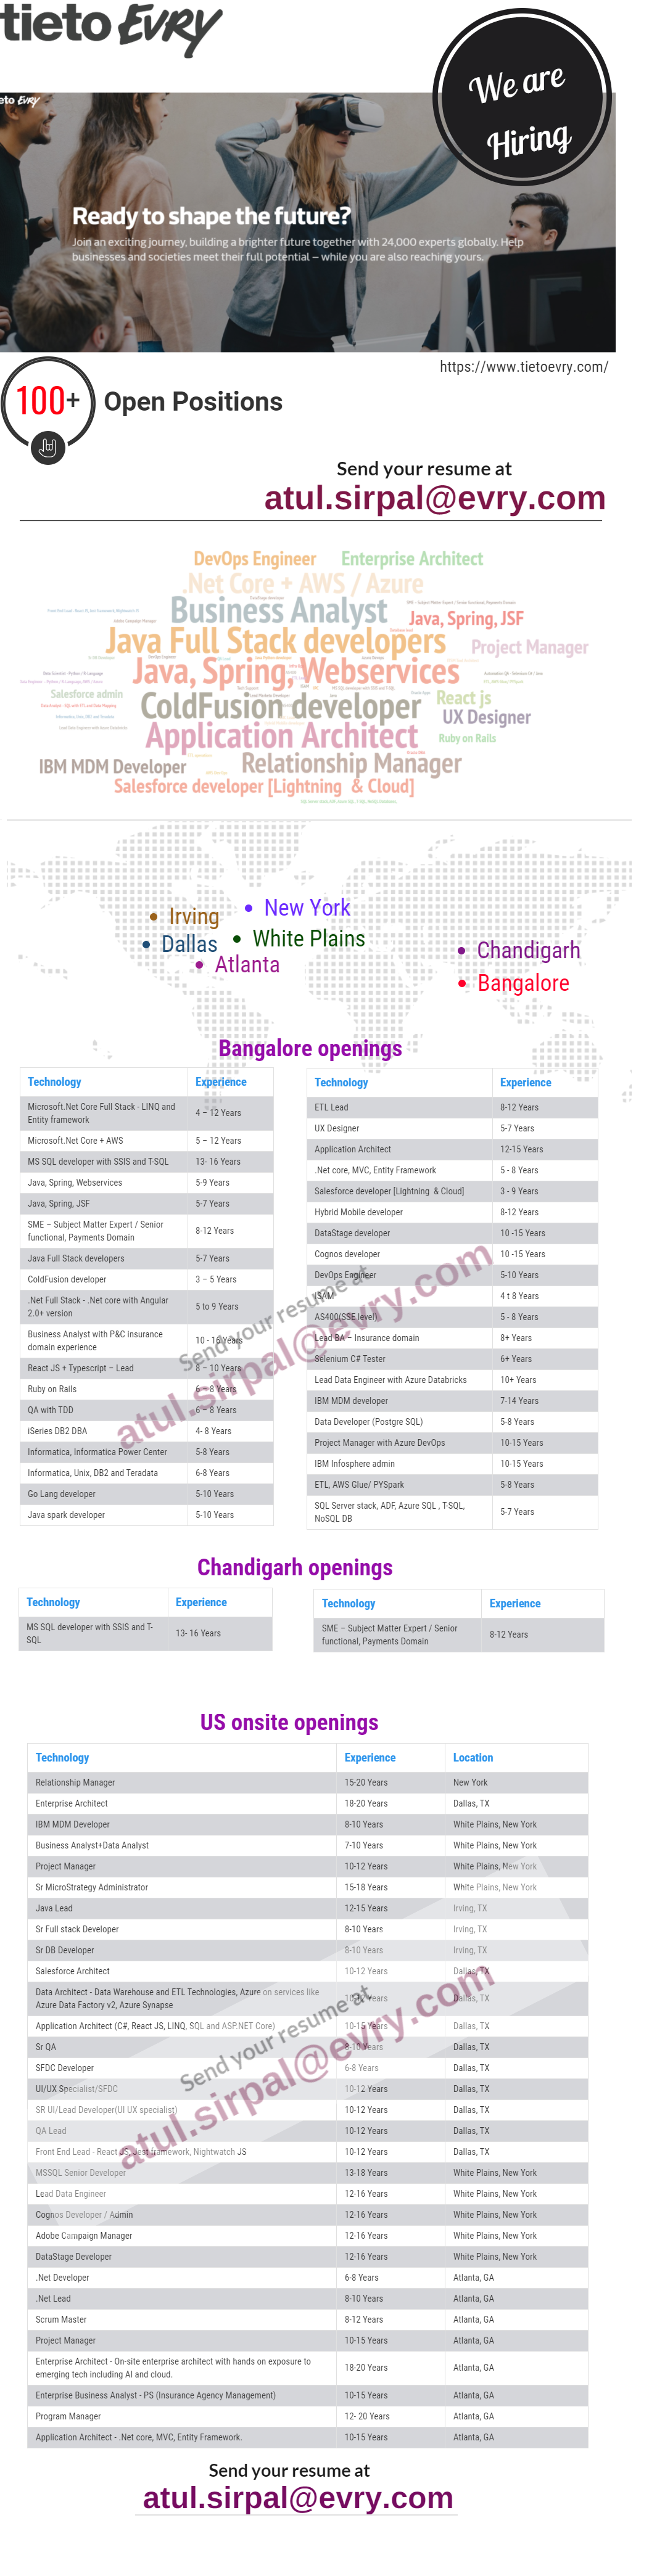 tieto EVRY
We are
Hiring
eto EVRY
Ready to shape the future?
Join an exciting journey, building a brighter future together with 24,000 experts globally. Help
businesses and societies meet their full potential – while you are also reaching yours.
https://www.tietoevry.com/
100+ Open Positions
Send your resume at
atul.sirpal@evry.com
DevOps Engineer Enterprise Architect
.Net Core + AWS / Azure
Business Analyst
Java, Spring, JSF
Java Full Stack developers
Project Manager
Java, Spring, Webservices
Salesforce admin
ColdFusion developer
React js
UX Designer
Application Architect
Ruby on Rails
IBM MDM Developer
Relationship Manager
Salesforce developer [Lightning & Cloud]
• Irving
• New York
• Dallas
• White Plains
• Atlanta
• Chandigarh
• Bangalore
Bangalore openings
Technology Experience
Microsoft.Net Core Full Stack - LINQ and
Entity framework
4 – 12 Years
Microsoft.Net Core + AWS 5 – 12 Years
MS SQL developer with SSIS and T-SQL 13- 16 Years
Java, Spring, Webservices 5-9 Years
Java, Spring, JSF 5-7 Years
SME – Subject Matter Expert / Senior
functional, Payments Domain
8-12 Years
Java Full Stack developers 5-7 Years
ColdFusion developer 3 – 5 Years
.Net Full Stack - .Net core with Angular
2.0+ version
5 to 9 Years
Business Analyst with P&C insurance
domain experience
10 - 16 Years
React JS + Typescript – Lead 8 – 10 Years
Ruby on Rails 6 – 8 Years
QA with TDD 6 – 8 Years
iSeries DB2 DBA 4- 8 Years
Informatica, Informatica Power Center 5-8 Years
Informatica, Unix, DB2 and Teradata 6-8 Years
Go Lang developer 5-10 Years
Java spark developer 5-10 Years
Technology Experience
ETL Lead 8-12 Years
UX Designer 5-7 Years
Application Architect 12-15 Years
.Net core, MVC, Entity Framework 5 - 8 Years
Salesforce developer [Lightning & Cloud] 3 - 9 Years
Hybrid Mobile developer 8-12 Years
DataStage developer 10 -15 Years
Cognos developer 10 -15 Years
DevOps Engineer 5-10 Years
ISAM 4 t 8 Years
AS400(SSE level) 5 - 8 Years
Lead BA – Insurance domain 8+ Years
Selenium C# Tester 6+ Years
Lead Data Engineer with Azure Databricks 10+ Years
IBM MDM developer 7-14 Years
Data Developer (Postgre SQL) 5-8 Years
Project Manager with Azure DevOps 10-15 Years
IBM Infosphere admin 10-15 Years
ETL, AWS Glue/ PYSpark 5-8 Years
SQL Server stack, ADF, Azure SQL , T-SQL,
NoSQL DB
5-7 Years
Send your resume at
atul.sirpal@evry.com
Chandigarh openings
Technology Experience
MS SQL developer with SSIS and T-
SQL
13- 16 Years
Technology Experience
SME – Subject Matter Expert / Senior
functional, Payments Domain
8-12 Years
US onsite openings
Technology Experience Location
Relationship Manager 15-20 Years New York
Enterprise Architect 18-20 Years Dallas, TX
IBM MDM Developer 8-10 Years White Plains, New York
Business Analyst+Data Analyst 7-10 Years White Plains, New York
Project Manager 10-12 Years White Plains, New York
Sr MicroStrategy Administrator 15-18 Years White Plains, New York
Java Lead 12-15 Years Irving, TX
Sr Full stack Developer 8-10 Years Irving, TX
Sr DB Developer 8-10 Years Irving, TX
Salesforce Architect 10-12 Years Dallas, TX
Data Architect - Data Warehouse and ETL Technologies, Azure on services like
Azure Data Factory v2, Azure Synapse
10-12 Years Dallas, TX
Application Architect (C#, React JS, LINQ, SQL and ASP.NET Core) 10-15 Years Dallas, TX
Sr QA 8-10 Years Dallas, TX
SFDC Developer 6-8 Years Dallas, TX
UI/UX Specialist/SFDC 10-12 Years Dallas, TX
SR UI/Lead Developer(UI UX specialist) 10-12 Years Dallas, TX
QA Lead 10-12 Years Dallas, TX
Front End Lead - React JS, Jest framework, Nightwatch JS 10-12 Years Dallas, TX
MSSQL Senior Developer 13-18 Years White Plains, New York
Lead Data Engineer 12-16 Years White Plains, New York
Cognos Developer / Admin 12-16 Years White Plains, New York
Adobe Campaign Manager 12-16 Years White Plains, New York
DataStage Developer 12-16 Years White Plains, New York
.Net Developer 6-8 Years Atlanta, GA
.Net Lead 8-10 Years Atlanta, GA
Scrum Master 8-12 Years Atlanta, GA
Project Manager 10-15 Years Atlanta, GA
Enterprise Architect - On-site enterprise architect with hands on exposure to
emerging tech including AI and cloud.
18-20 Years Atlanta, GA
Enterprise Business Analyst - PS (Insurance Agency Management) 10-15 Years Atlanta, GA
Program Manager 12- 20 Years Atlanta, GA
Application Architect - .Net core, MVC, Entity Framework. 10-15 Years Atlanta, GA
Send your resume at
atul.sirpal@evry.com
Send your resume at
atul.sirpal@evry.com